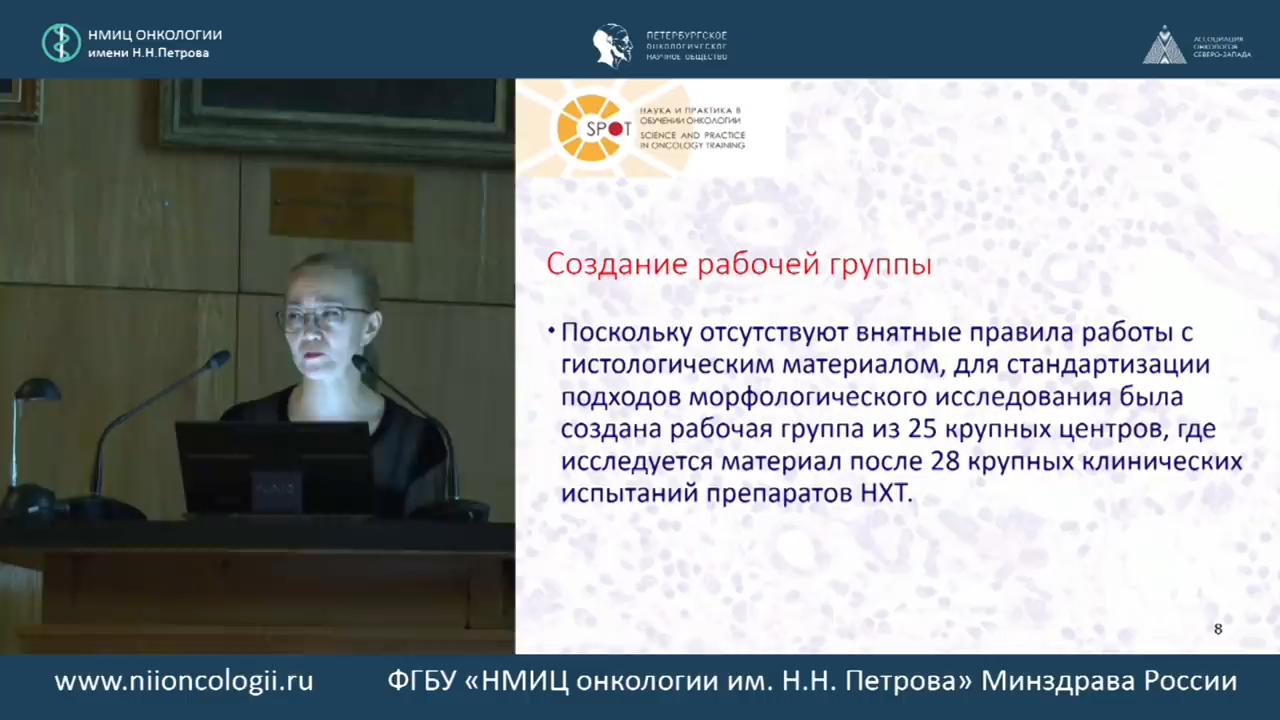 НМИЦ ОНКОЛОГИИ
имени Н.Н.Петрова
ПЕТЕРБУРГСКОЕ
ОНКОЛОГИЧЕСКОЕ
НАУЧНОЕ ОБЩЕСТВО
АССОЦИАЦИЯ
ОНКОЛОГОВ
СЕВЕРО-ЗАПАДА
SPOT
НАУКА И ПРАКТИКА В
ОБУЧЕНИИ ОНКОЛОГИИ
SCIENCE AND PRACTICE
IN ONCOLOGY TRAINING
Создание рабочей группы
• Поскольку отсутствуют внятные правила работы с
гистологическим материалом, для стандартизации
подходов морфологического исследования была
создана рабочая группа из 25 крупных центров, где
исследуется материал после 28 крупных клинических
испытаний препаратов НХТ.
8
www.niioncologii.ru
ФГБУ «НМИЦ онкологии им. Н.Н. Петрова» Минздрава России